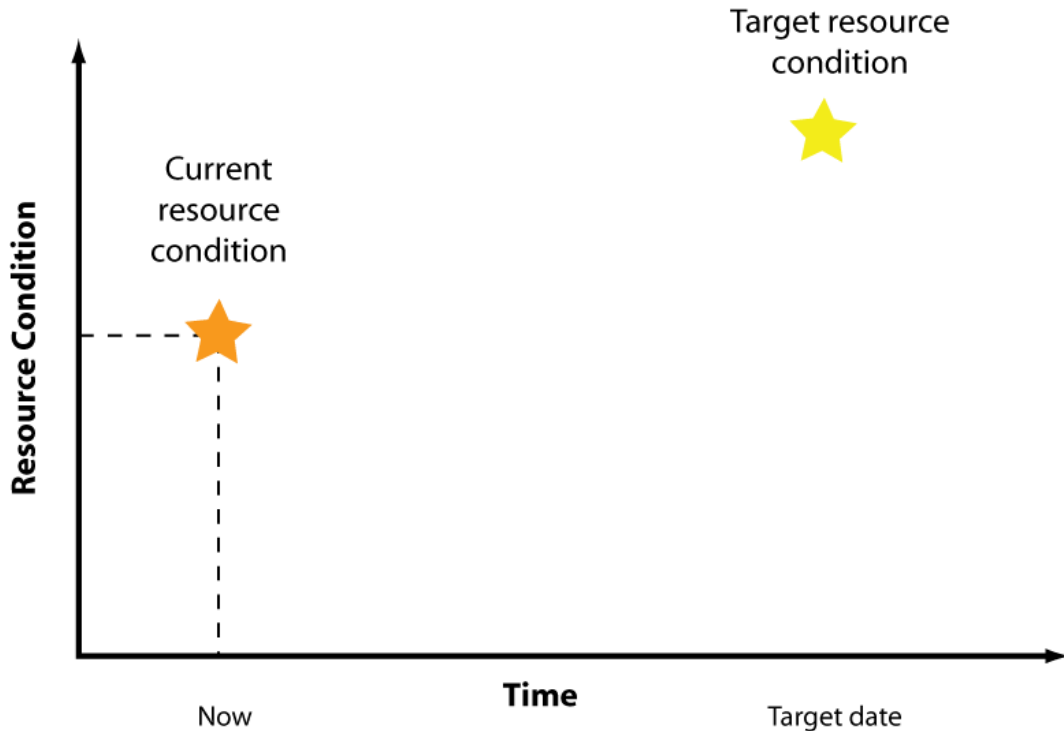 Target resource
condition
Current
resource
condition
Resource Condition
Time
Now
Target date